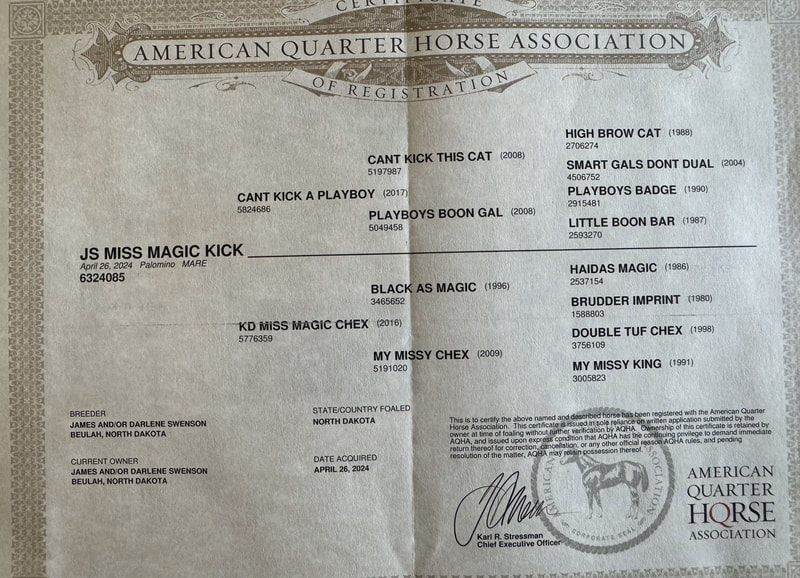 CERTIFICATE
AMERICAN QUARTER HORSE ASSOCIATION
OF REGISTRATION
HIGH BROW CAT (1988)
2706274
CANT KICK THIS CAT (2008)
5197987
SMART GALS DONT DUAL (2004)
4506752
CANT KICK A PLAYBOY (2017)
5824686
PLAYBOYS BADGE (1990)
2915481
PLAYBOYS BOON GAL (2008)
5049458
LITTLE BOON BAR (1987)
2593270
JS MISS MAGIC KICK
April 26, 2024 Palomino MARE
6324085
HAIDAS MAGIC (1986)
2537154
BLACK AS MAGIC (1996)
3465652
BRUDDER IMPRINT (1980)
1588803
KD MISS MAGIC CHEX (2016)
5776359
DOUBLE TUF CHEX (1998)
3756109
MY MISSY CHEX (2009)
5191020
MY MISSY KING (1991)
3005823
BREEDER
JAMES AND/OR DARLENE SWENSON
BEULAH, NORTH DAKOTA
STATE/COUNTRY FOALED
NORTH DAKOTA
CURRENT OWNER
JAMES AND/OR DARLENE SWENSON
BEULAH, NORTH DAKOTA
DATE ACQUIRED
APRIL 26, 2024
This is to certify the above named and described horse has been registered with the American Quarter
Horse Association. This certificate is issued in sole reliance on written application submitted by the
owner at time of foaling without further verification by AQHA. Ownership of this certificate is retained by
AQHA, and issued upon express condition that AQHA has the continuing privilege to demand immediate
return thereof for correction, cancellation, or any other official reason AQHA rules, and pending
resolution of the matter, AQHA may retain possession thereof.
Karl R. Stressman
Chief Executive Officer
CORPORATE SEAL
AMERICAN
QUARTER
HORSE
ASSOCIATION